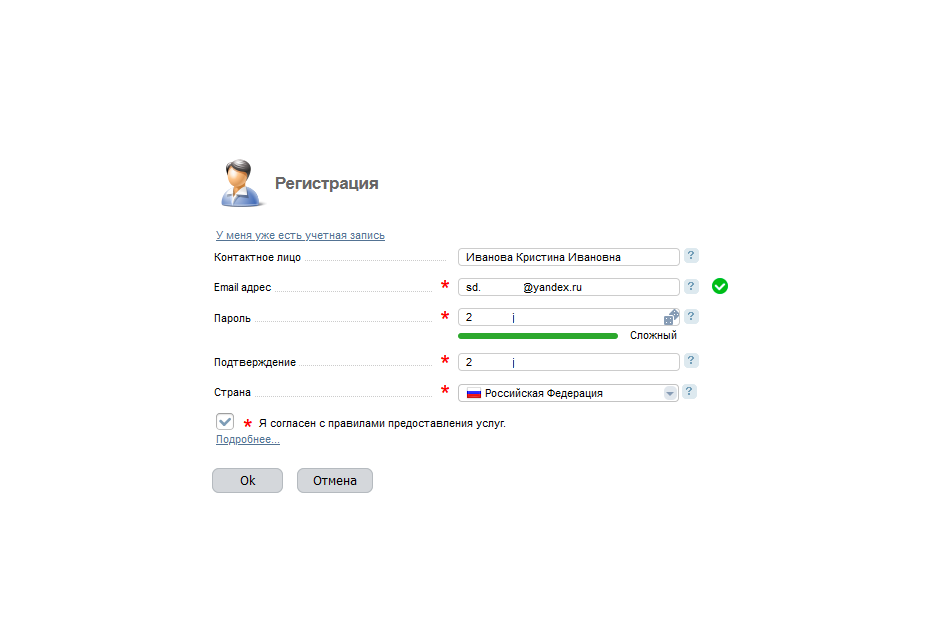 Регистрация
У меня уже есть учетная запись
Контактное лицо Иванова Кристина Ивановна ?
Email адрес * sd. @yandex.ru ?
Пароль * 2 j ?
Сложный
Подтверждение * 2 j ?
Страна * Российская Федерация ?
* Я согласен с правилами предоставления услуг.
Подробнее...
Ok Отмена